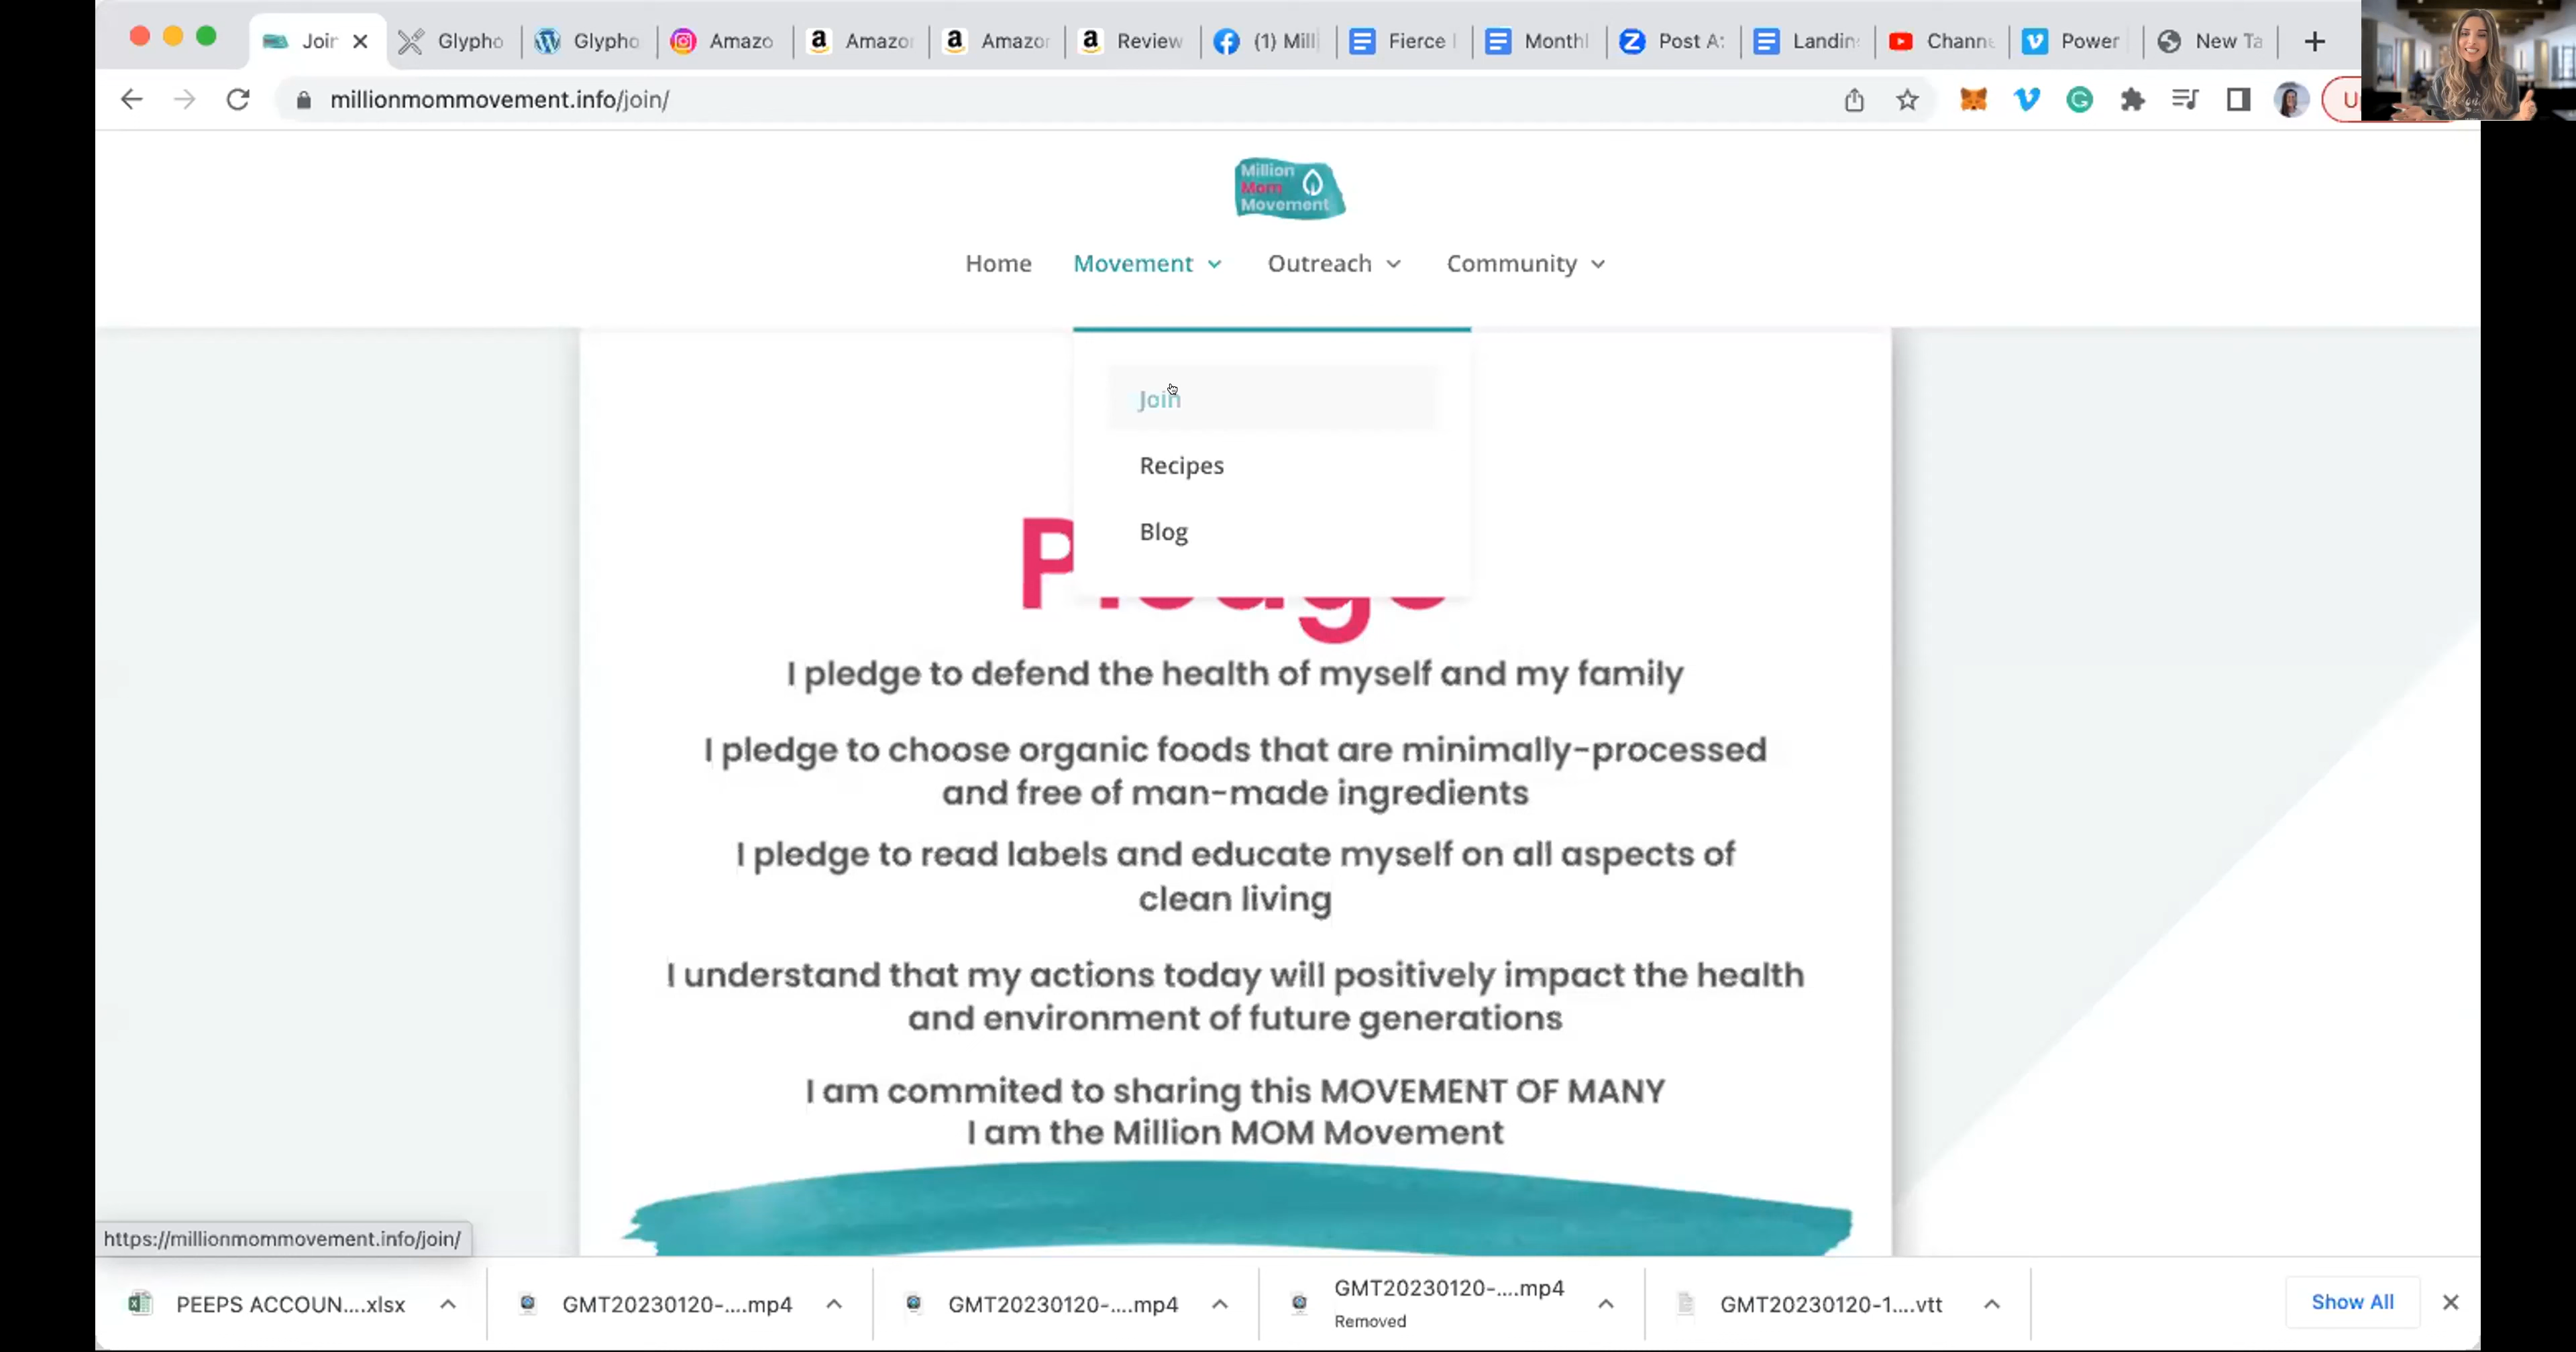 Join
Glypho
Glypho
Amazo
Amazon
Amazon
Review
(1) Mill
Fierce
Monthl
Post A
Landin
Channe
Power
New Ta
millionmommovement.info/join/
Million
Mom
Movement
Home
Movement
Outreach
Community
Join
Recipes
Blog
I pledge to defend the health of myself and my family
I pledge to choose organic foods that are minimally-processed
and free of man-made ingredients
I pledge to read labels and educate myself on all aspects of
clean living
I understand that my actions today will positively impact the health
and environment of future generations
I am commited to sharing this MOVEMENT OF MANY
I am the Million MOM Movement
https://millionmommovement.info/join/
PEEPS ACCOUN....xlsx
GMT20230120-....mp4
GMT20230120-....mp4
GMT20230120-....mp4
Removed
GMT20230120-1....vtt
Show All